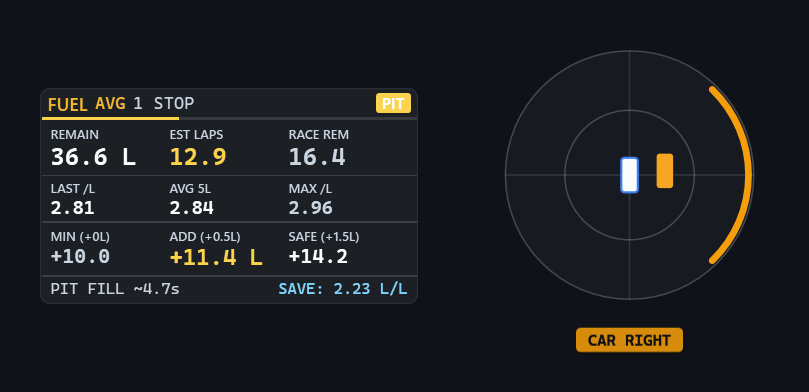 FUEL AVG 1 STOP PIT
REMAIN EST LAPS RACE REM
36.6 L 12.9 16.4
LAST /L AVG 5L MAX /L
2.81 2.84 2.96
MIN (+0L) ADD (+0.5L) SAFE (+1.5L)
+10.0 +11.4 L +14.2
PIT FILL ~4.7s SAVE: 2.23 L/L
CAR RIGHT